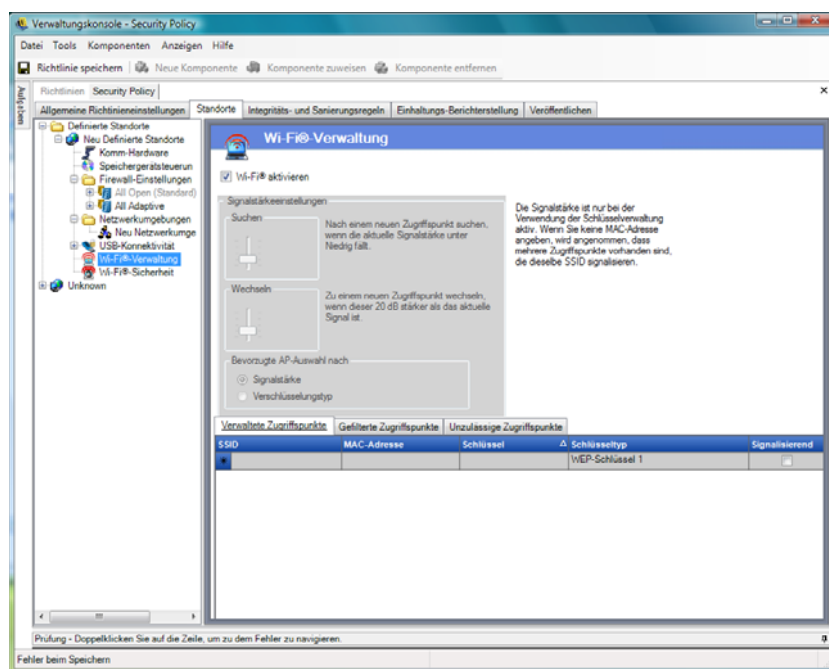 Verwaltungskonsole - Security Policy
Datei Tools Komponenten Anzeigen Hilfe
Richtlinie speichern Neue Komponente Komponente zuweisen Komponente entfernen
Aufgaben
Richtlinien Security Policy
Allgemeine Richtlinieneinstellungen Standorte Integritäts- und Sanierungsregeln Einhaltungs-Berichterstellung Veröffentlichen
Definierte Standorte
Neu Definierte Standorte
Komm-Hardware
Speichergerätsteuerun
Firewall-Einstellungen
All Open (Standard)
All Adaptive
Netzwerkumgebungen
Neu Netzwerkumge
USB-Konnektivität
Wi-Fi®-Verwaltung
Wi-Fi®-Sicherheit
Unknown
Wi-Fi®-Verwaltung
Wi-Fi® aktivieren
Signalstärkeeinstellungen
Suchen
Nach einem neuen Zugriffspunkt suchen,
wenn die aktuelle Signalstärke unter
Niedrig fällt.
Wechseln
Zu einem neuen Zugriffspunkt wechseln,
wenn dieser 20 dB stärker als das aktuelle
Signal ist.
Bevorzugte AP-Auswahl nach
Signalstärke
Verschlüsselungstyp
Die Signalstärke ist nur bei der
Verwendung der Schlüsselverwaltung
aktiv. Wenn Sie keine MAC-Adresse
angeben, wird angenommen, dass
mehrere Zugriffspunkte vorhanden sind,
die dieselbe SSID signalisieren.
Verwaltete Zugriffspunkte Gefilterte Zugriffspunkte Unzulässige Zugriffspunkte
SSID MAC-Adresse Schlüssel Schlüsseltyp Signalisierend
WEP-Schlüssel 1
Prüfung - Doppelklicken Sie auf die Zeile, um zu dem Fehler zu navigieren.
Fehler beim Speichern